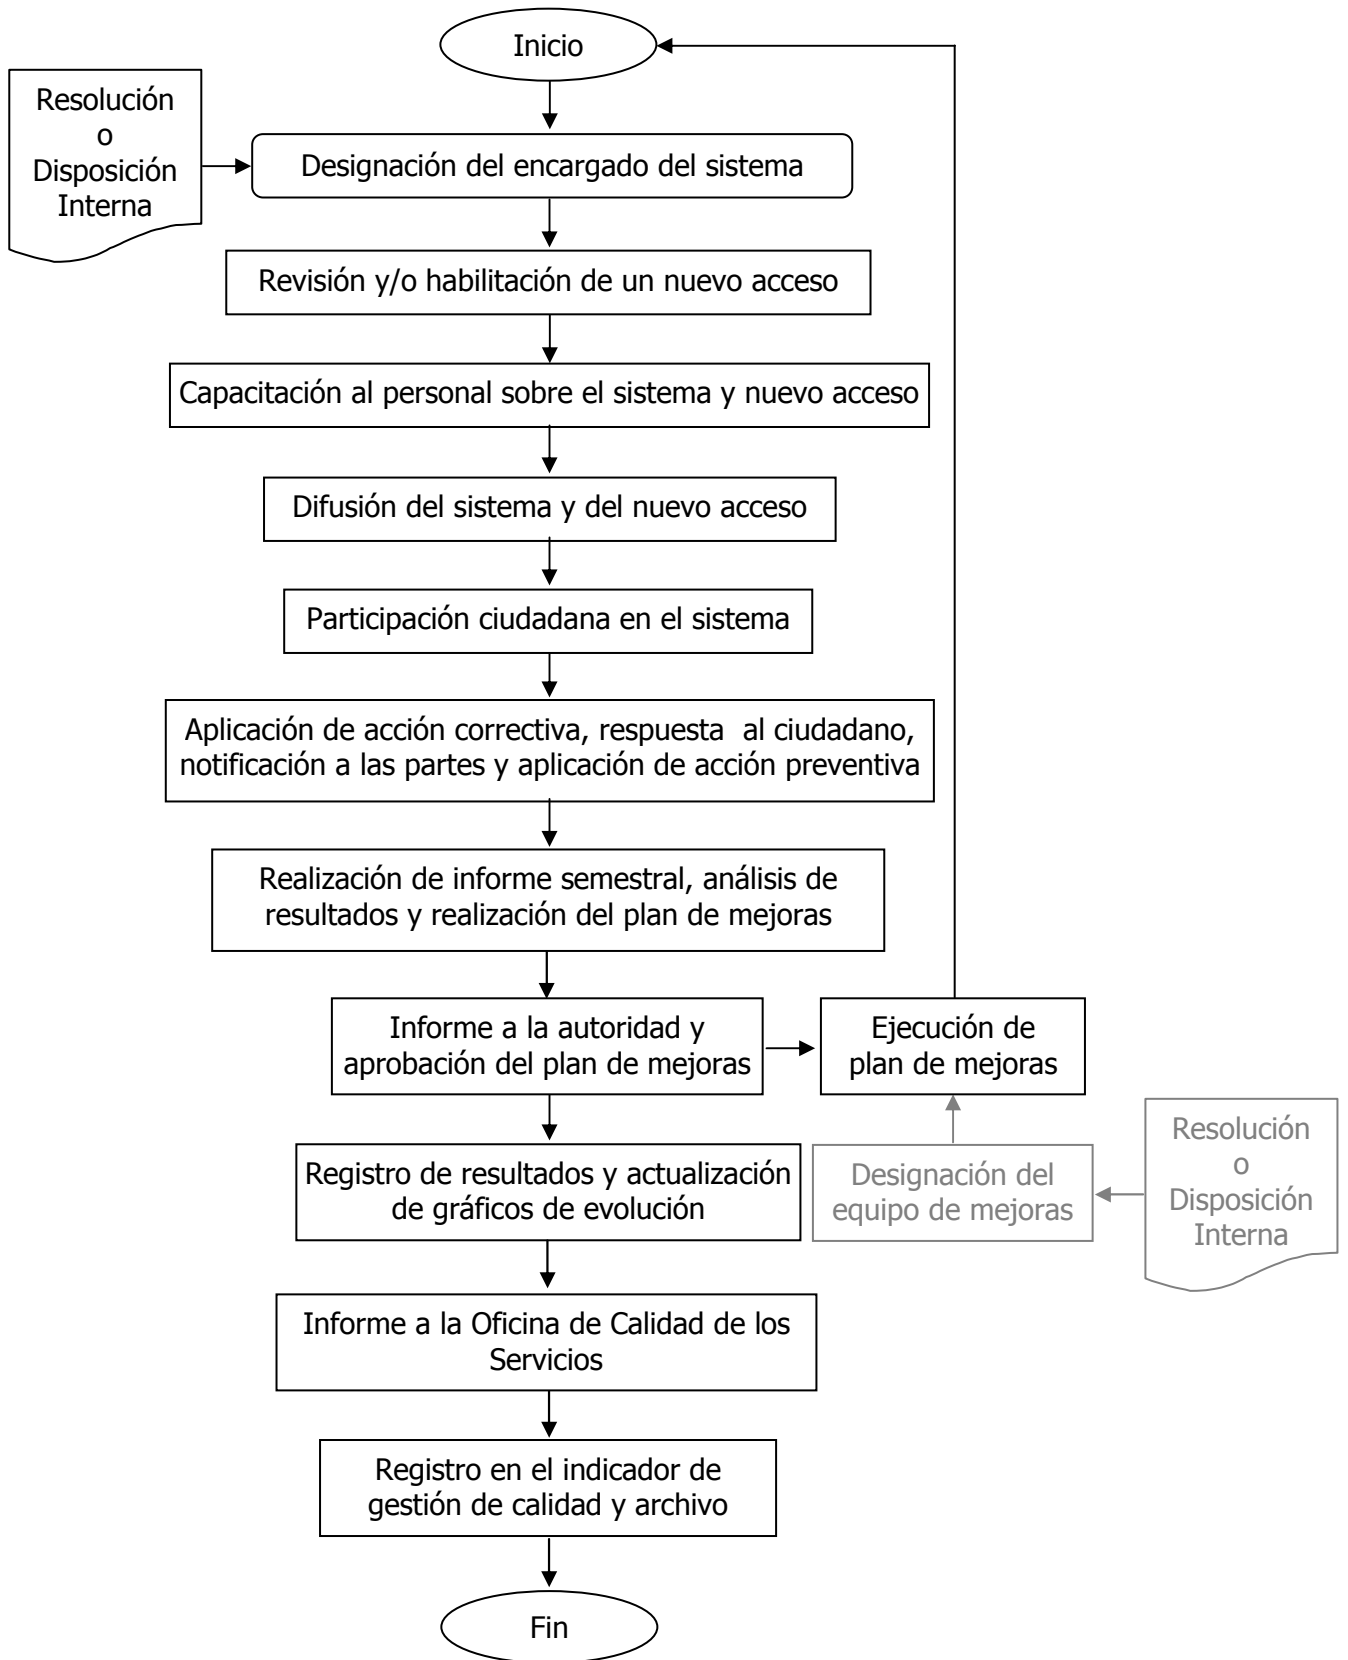 Inicio
Resolución
o
Disposición
Interna
Designación del encargado del sistema
Revisión y/o habilitación de un nuevo acceso
Capacitación al personal sobre el sistema y nuevo acceso
Difusión del sistema y del nuevo acceso
Participación ciudadana en el sistema
Aplicación de acción correctiva, respuesta  al ciudadano,
notificación a las partes y aplicación de acción preventiva
Realización de informe semestral, análisis de
resultados y realización del plan de mejoras
Informe a la autoridad y
aprobación del plan de mejoras
Ejecución de
plan de mejoras
Registro de resultados y actualización
de gráficos de evolución
Designación del
equipo de mejoras
Resolución
o
Disposición
Interna
Informe a la Oficina de Calidad de los
Servicios
Registro en el indicador de
gestión de calidad y archivo
Fin